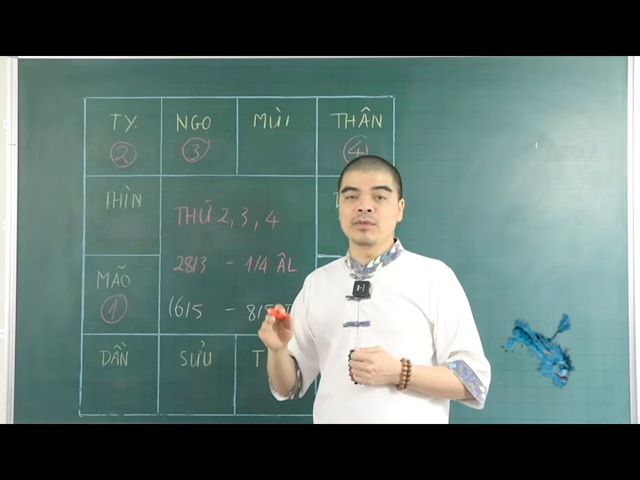 TỴ NGỌ MÙI THÂN
2 3 4
THÌN
THỨ 2, 3, 4
28/3 - 1/4 ÂL
MÃO
1
DẦN SỬU